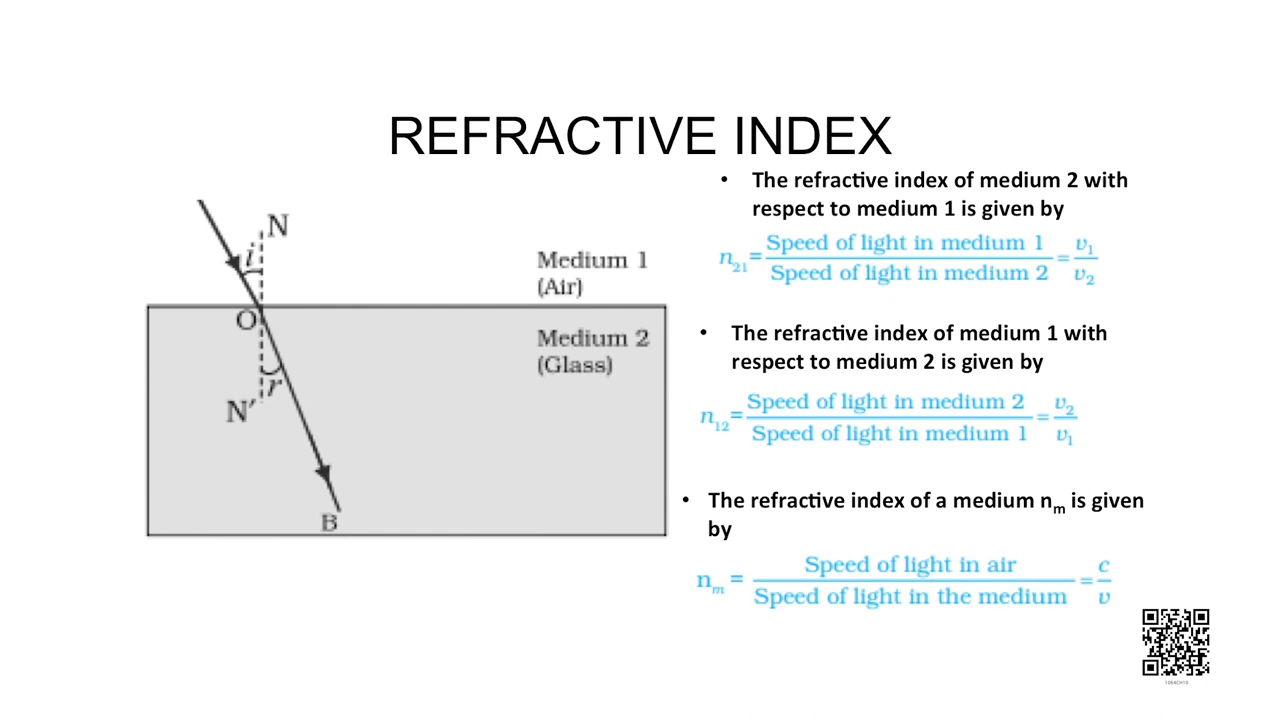 REFRACTIVE INDEX
• The refractive index of medium 2 with
respect to medium 1 is given by
n21 = Speed of light in medium 1 / Speed of light in medium 2 = v1 / v2
• The refractive index of medium 1 with
respect to medium 2 is given by
n12 = Speed of light in medium 2 / Speed of light in medium 1 = v2 / v1
• The refractive index of a medium nm is given
by
nm = Speed of light in air / Speed of light in the medium = c / v
N
i
Medium 1
(Air)
O
Medium 2
(Glass)
r
N′
B